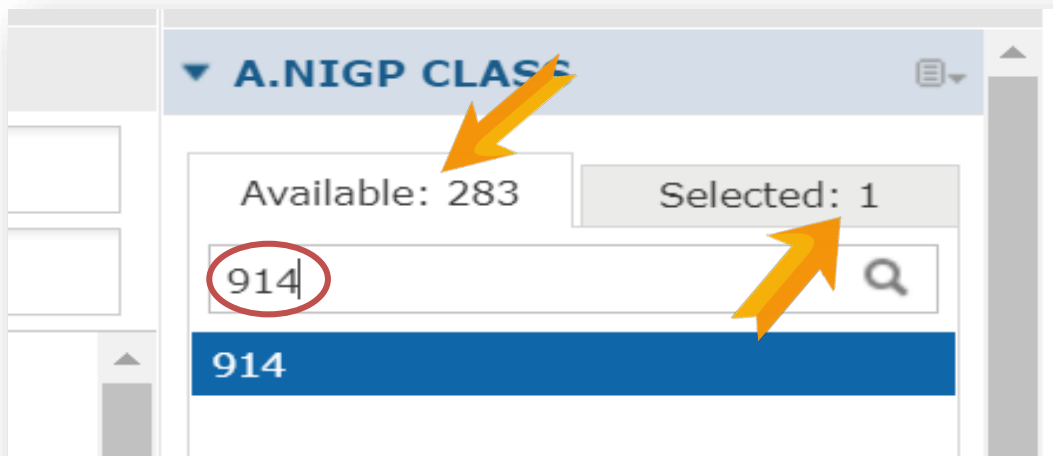 A.NIGP CLASS
Available: 283
Selected: 1
914
914